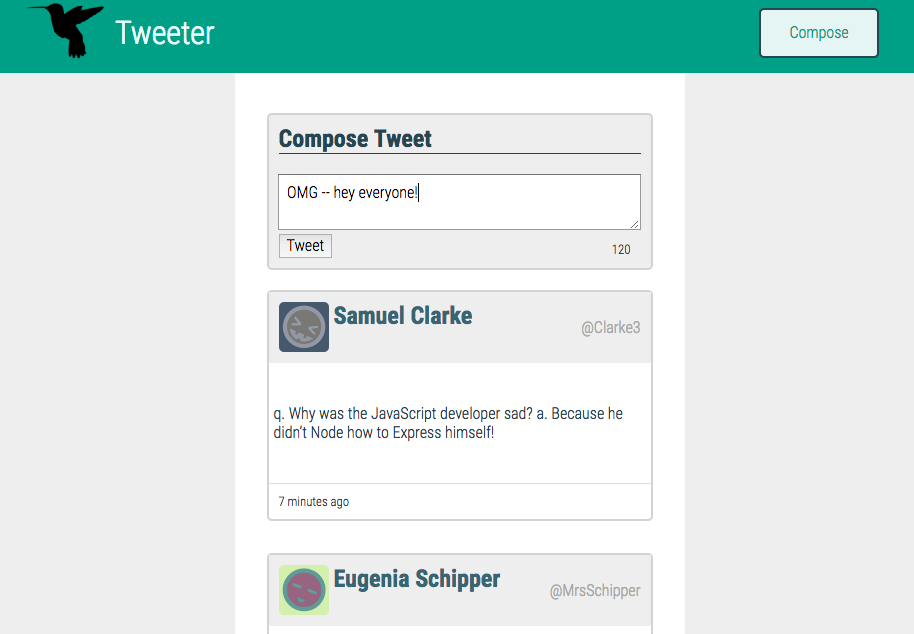 Tweeter
Compose
Compose Tweet
OMG -- hey everyone!
Tweet
120
Samuel Clarke
@Clarke3
q. Why was the JavaScript developer sad? a. Because he
didn’t Node how to Express himself!
7 minutes ago
Eugenia Schipper
@MrsSchipper